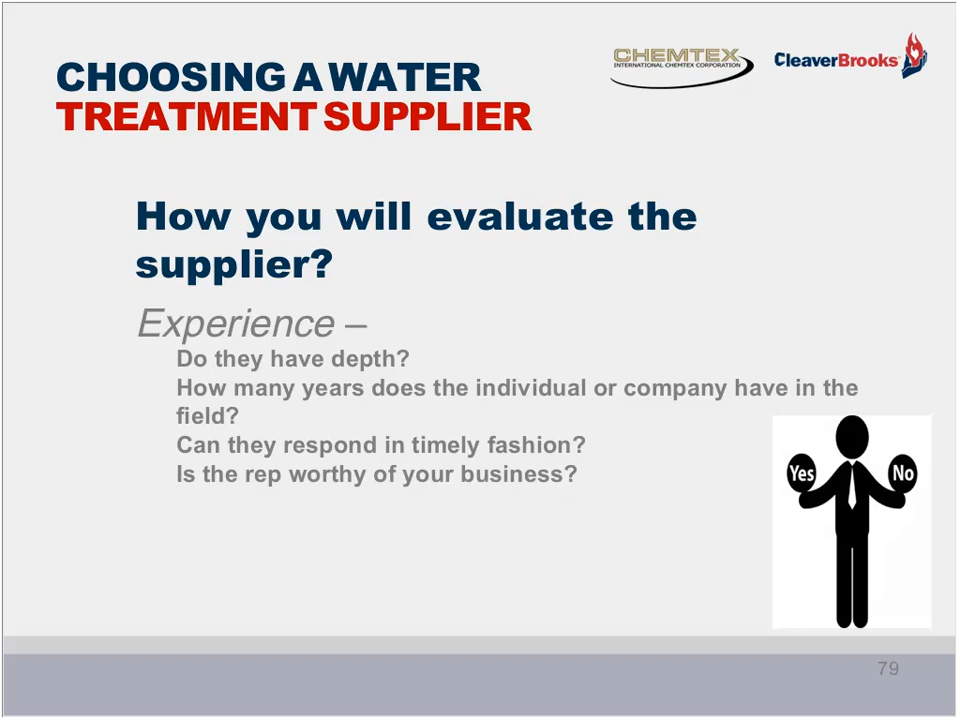 CHOOSING A WATER
TREATMENT SUPPLIER
CHEMTEX
INTERNATIONAL CHEMTEX CORPORATION
CleaverBrooks
How you will evaluate the
supplier?
Experience –
Do they have depth?
How many years does the individual or company have in the
field?
Can they respond in timely fashion?
Is the rep worthy of your business?
Yes
No
79